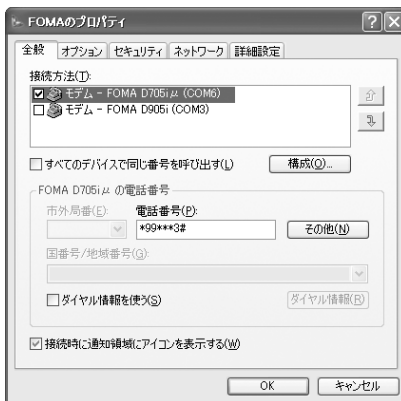 FOMAのプロパティ
全般 オプション セキュリティ ネットワーク 詳細設定
接続方法(T):
モデム - FOMA D705iμ (COM6)
モデム - FOMA D905i (COM3)
すべてのデバイスで同じ番号を呼び出す(L) 構成(O)...
FOMA D705iμ の電話番号
市外局番(E): 電話番号(P):
*99***3# その他(N)
国番号/地域番号(G):
ダイヤル情報を使う(S) ダイヤル情報(R)
接続時に通知領域にアイコンを表示する(W)
OK キャンセル